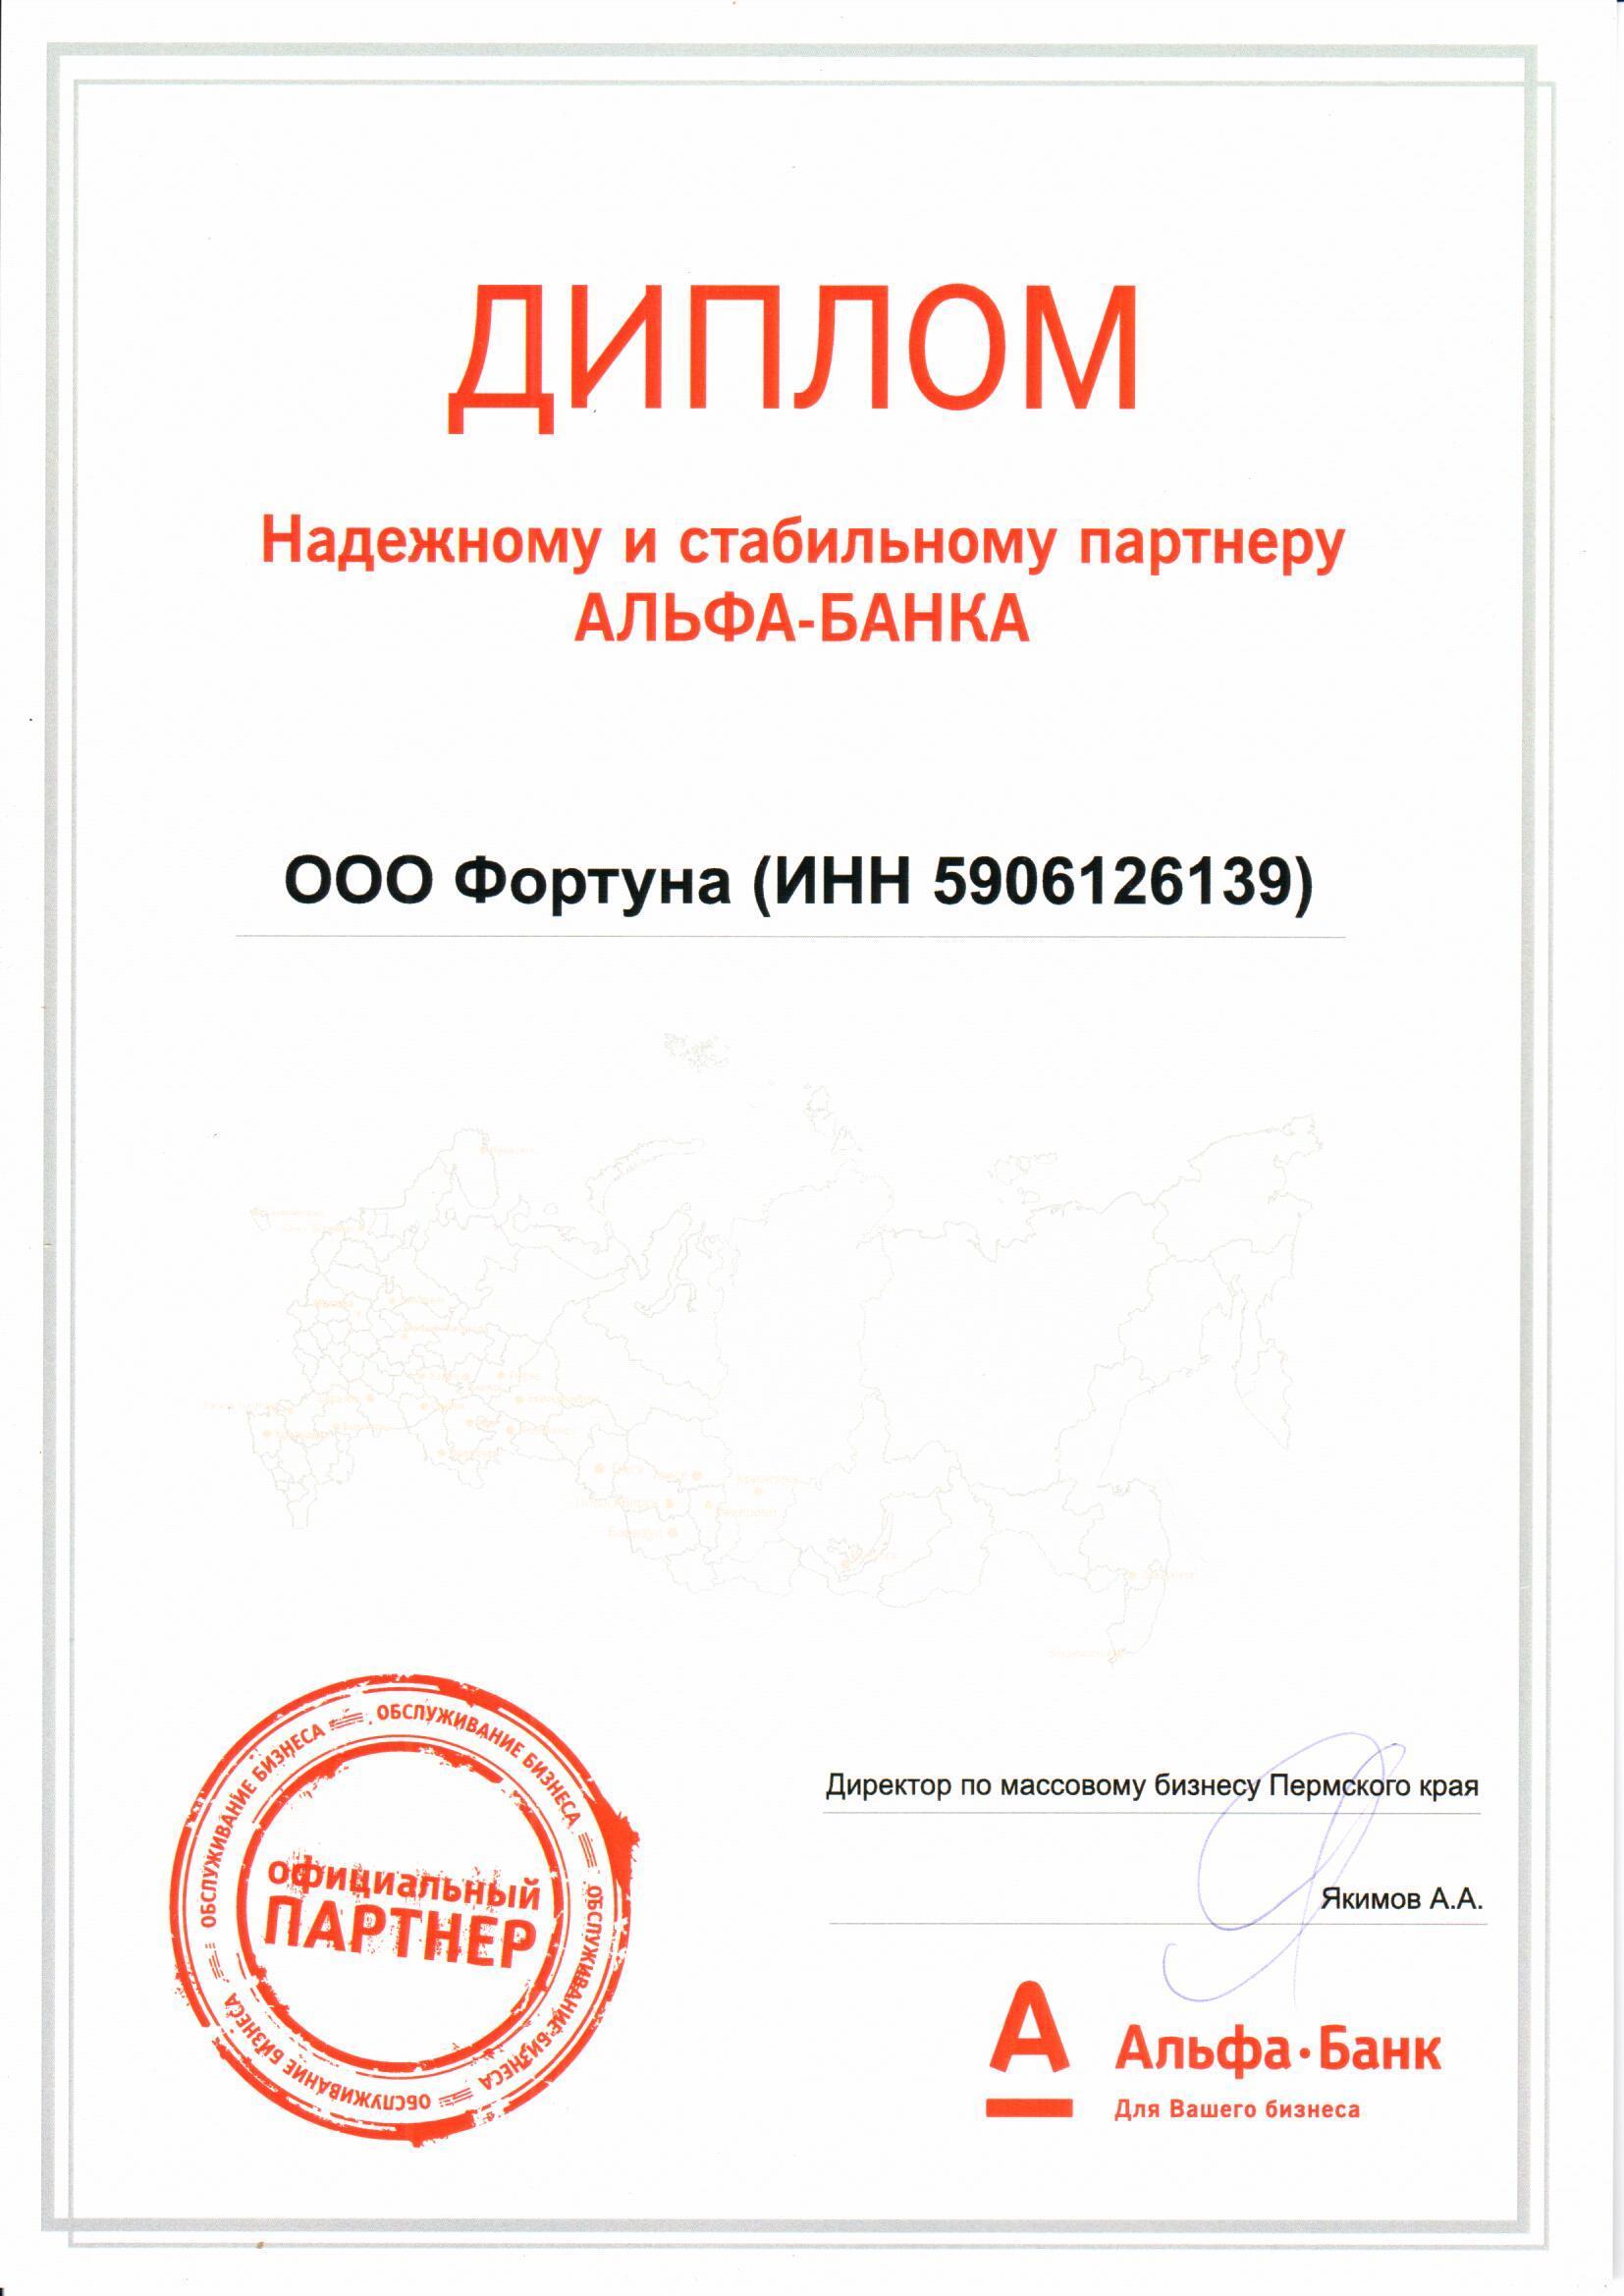 ДИПЛОМ
Надежному и стабильному партнеру
АЛЬФА-БАНКА
ООО Фортуна (ИНН 5906126139)
ОБСЛУЖИВАНИЕ БИЗНЕСА
ОБСЛУЖИВАНИЕ БИЗНЕСА
ОБСЛУЖИВАНИЕ БИЗНЕСА
ОБСЛУЖИВАНИЕ БИЗНЕСА
официальный
ПАРТНЕР
Директор по массовому бизнесу Пермского края
Якимов А.А.
А
Альфа·Банк
Для Вашего бизнеса